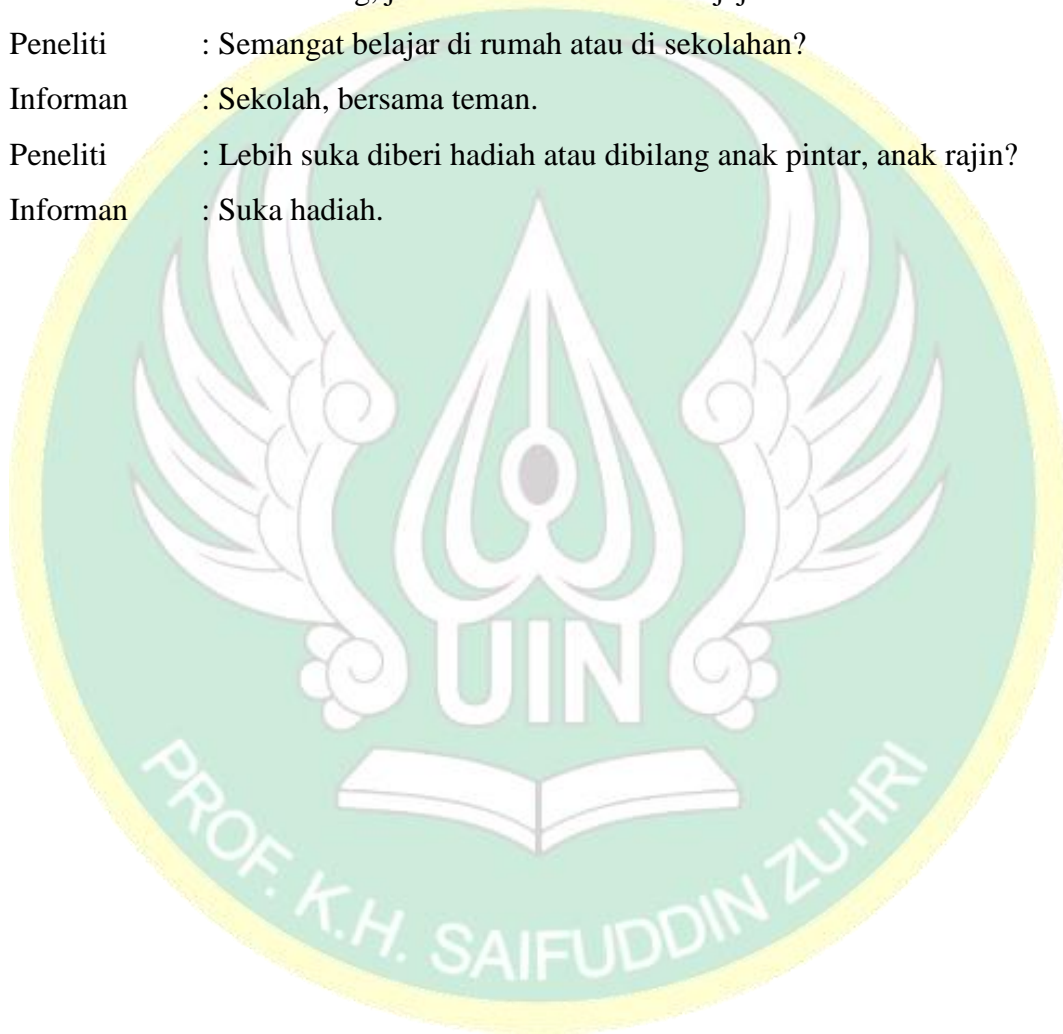 Peneliti : Semangat belajar di rumah atau di sekolahan?
Informan : Sekolah, bersama teman.
Peneliti : Lebih suka diberi hadiah atau dibilang anak pintar, anak rajin?
Informan : Suka hadiah.
UIN
PROF. K.H. SAIFUDDIN ZUHRI